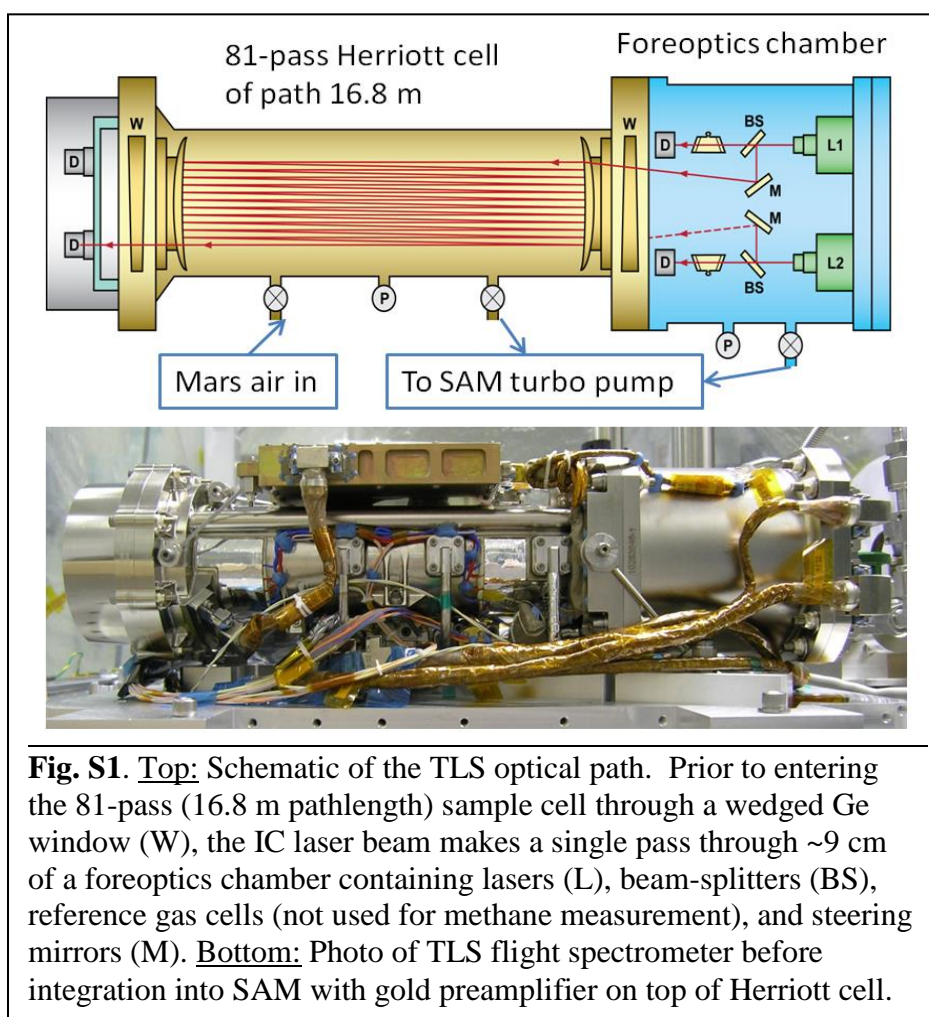 81-pass Herriott cell
of path 16.8 m
Foreoptics chamber
W
W
BS
D
D
L1
M
M
D
D
L2
BS
P
P
Mars air in
To SAM turbo pump
Fig. S1. Top: Schematic of the TLS optical path. Prior to entering
the 81-pass (16.8 m pathlength) sample cell through a wedged Ge
window (W), the IC laser beam makes a single pass through ~9 cm
of a foreoptics chamber containing lasers (L), beam-splitters (BS),
reference gas cells (not used for methane measurement), and steering
mirrors (M). Bottom: Photo of TLS flight spectrometer before
integration into SAM with gold preamplifier on top of Herriott cell.